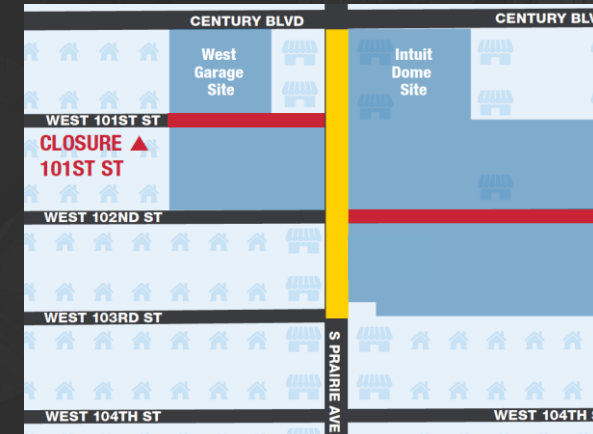 CENTURY BLVD
CENTURY BLV
West
Garage
Site
Intuit
Dome
Site
WEST 101ST ST
CLOSURE ▲
101ST ST
WEST 102ND ST
WEST 103RD ST
S PRAIRIE AVE
WEST 104TH ST
WEST 104TH S